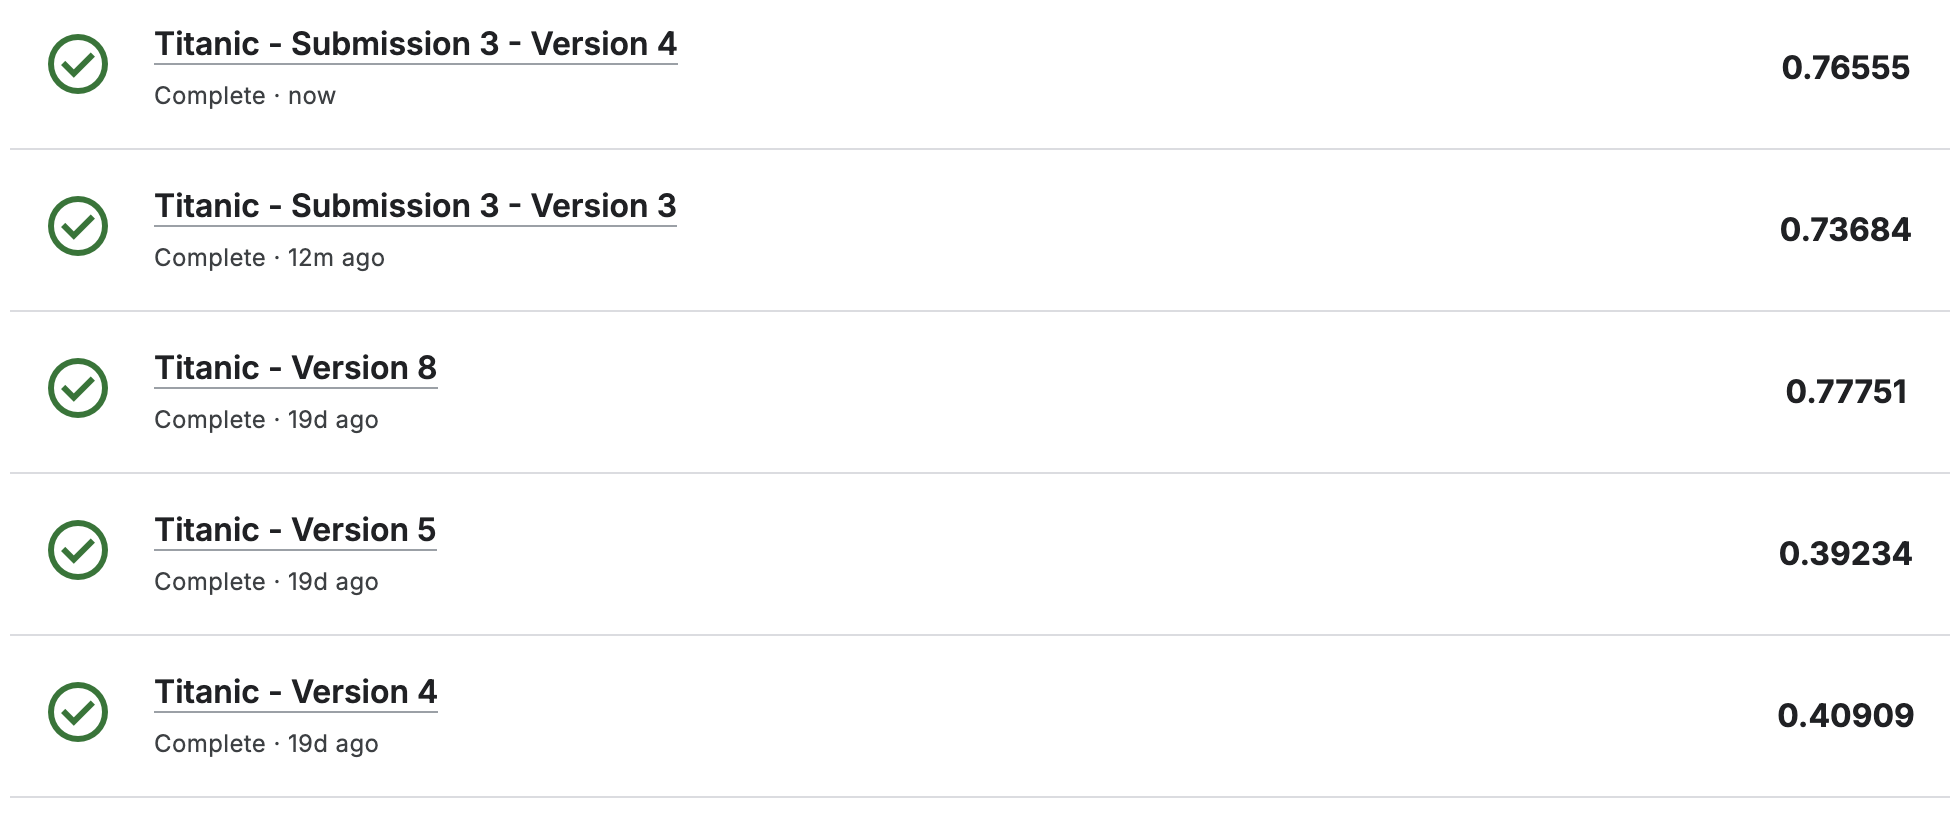 Titanic - Submission 3 - Version 4
0.76555
Complete · now
Titanic - Submission 3 - Version 3
0.73684
Complete · 12m ago
Titanic - Version 8
0.77751
Complete · 19d ago
Titanic - Version 5
0.39234
Complete · 19d ago
Titanic - Version 4
0.40909
Complete · 19d ago